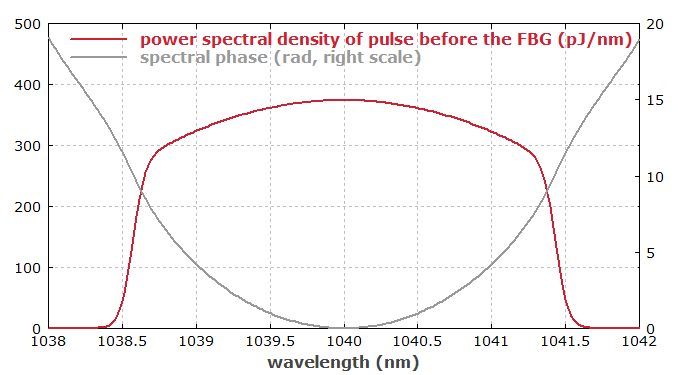 500 20
power spectral density of pulse before the FBG (pJ/nm)
spectral phase (rad, right scale)
400
15
300
10
200
5
100
0 0
1038 1038.5 1039 1039.5 1040 1040.5 1041 1041.5 1042
wavelength (nm)